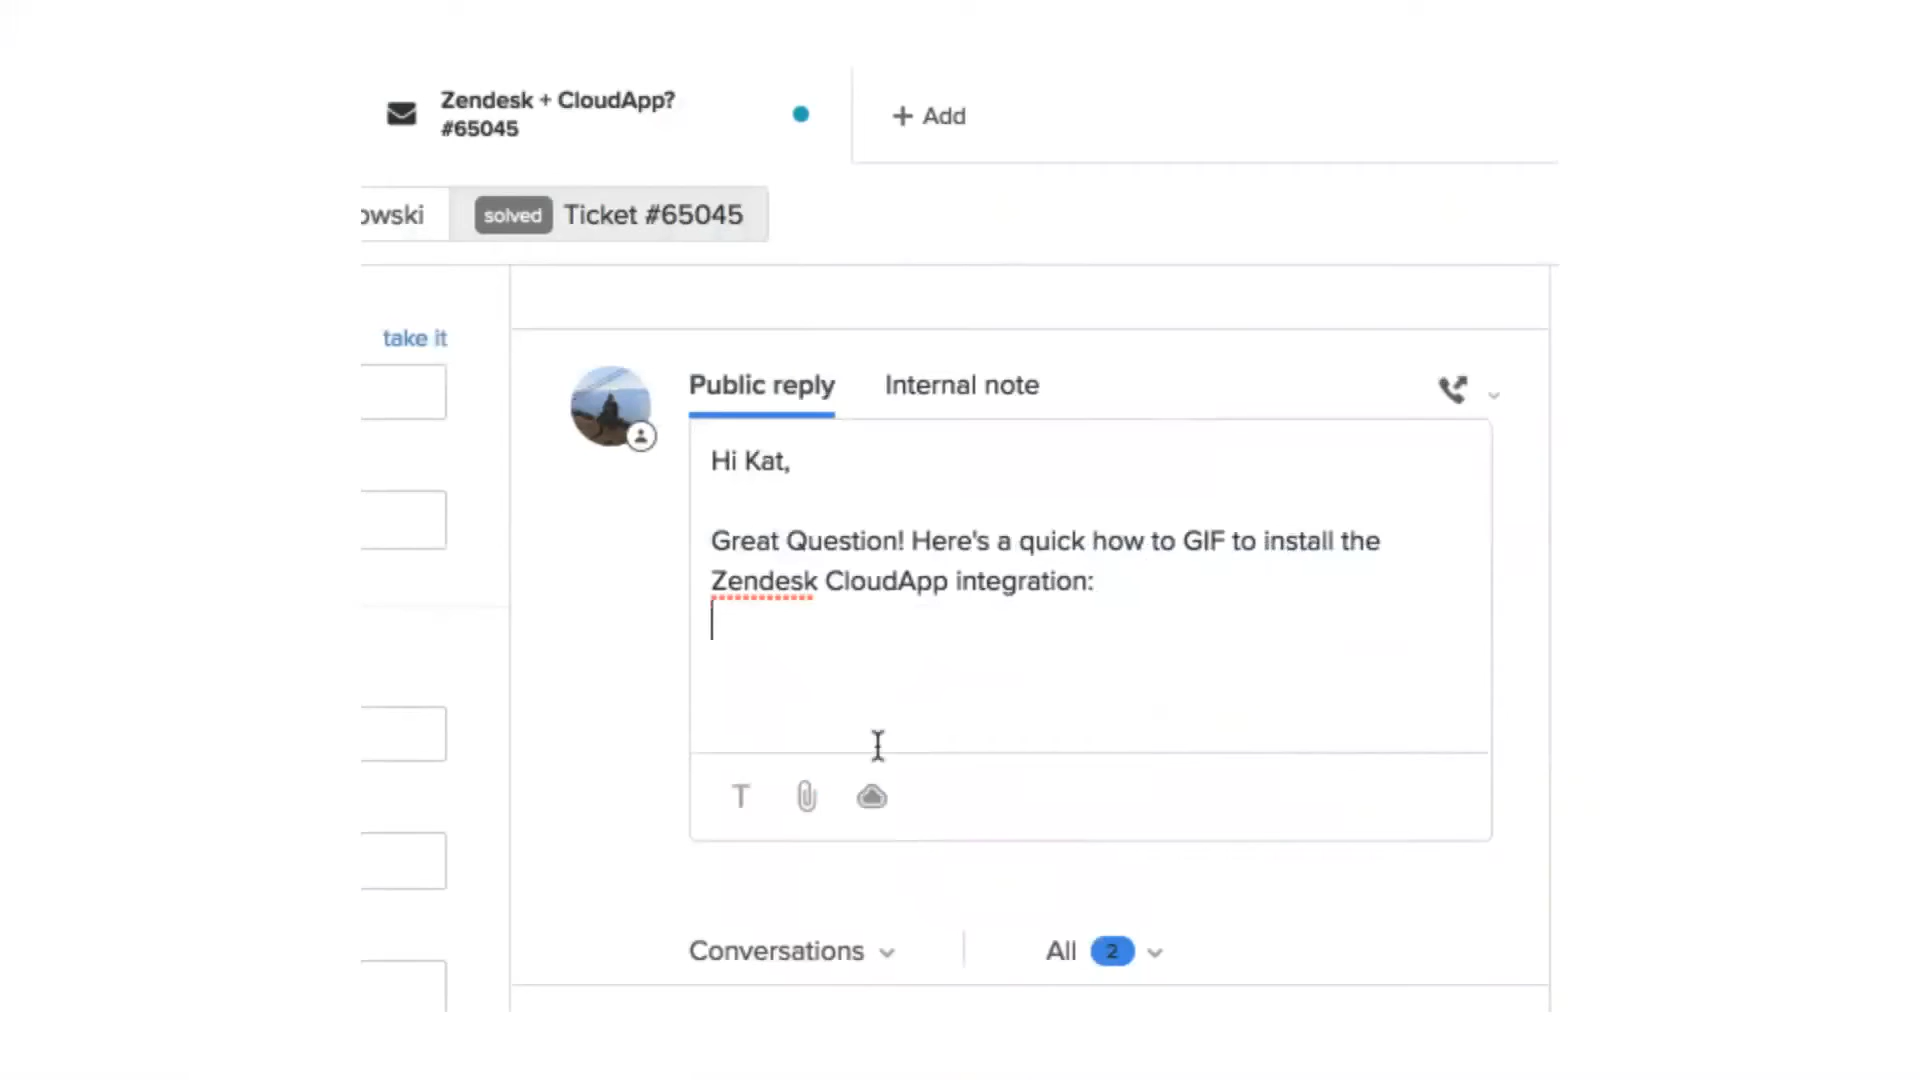 Zendesk + CloudApp?
#65045
+ Add
owski
solved Ticket #65045
take it
Public reply Internal note
Hi Kat,
Great Question! Here's a quick how to GIF to install the
Zendesk CloudApp integration:
T
Conversations All 2